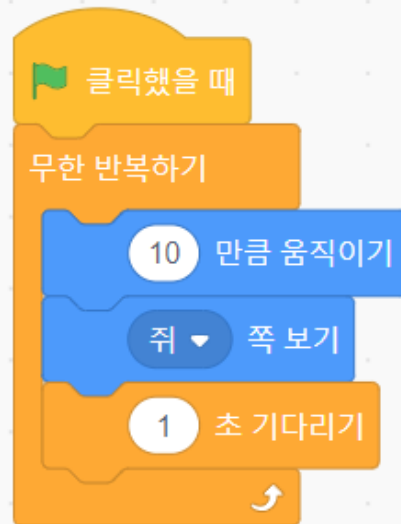 클릭했을 때
무한 반복하기
10 만큼 움직이기
쥐 쪽 보기
1 초 기다리기